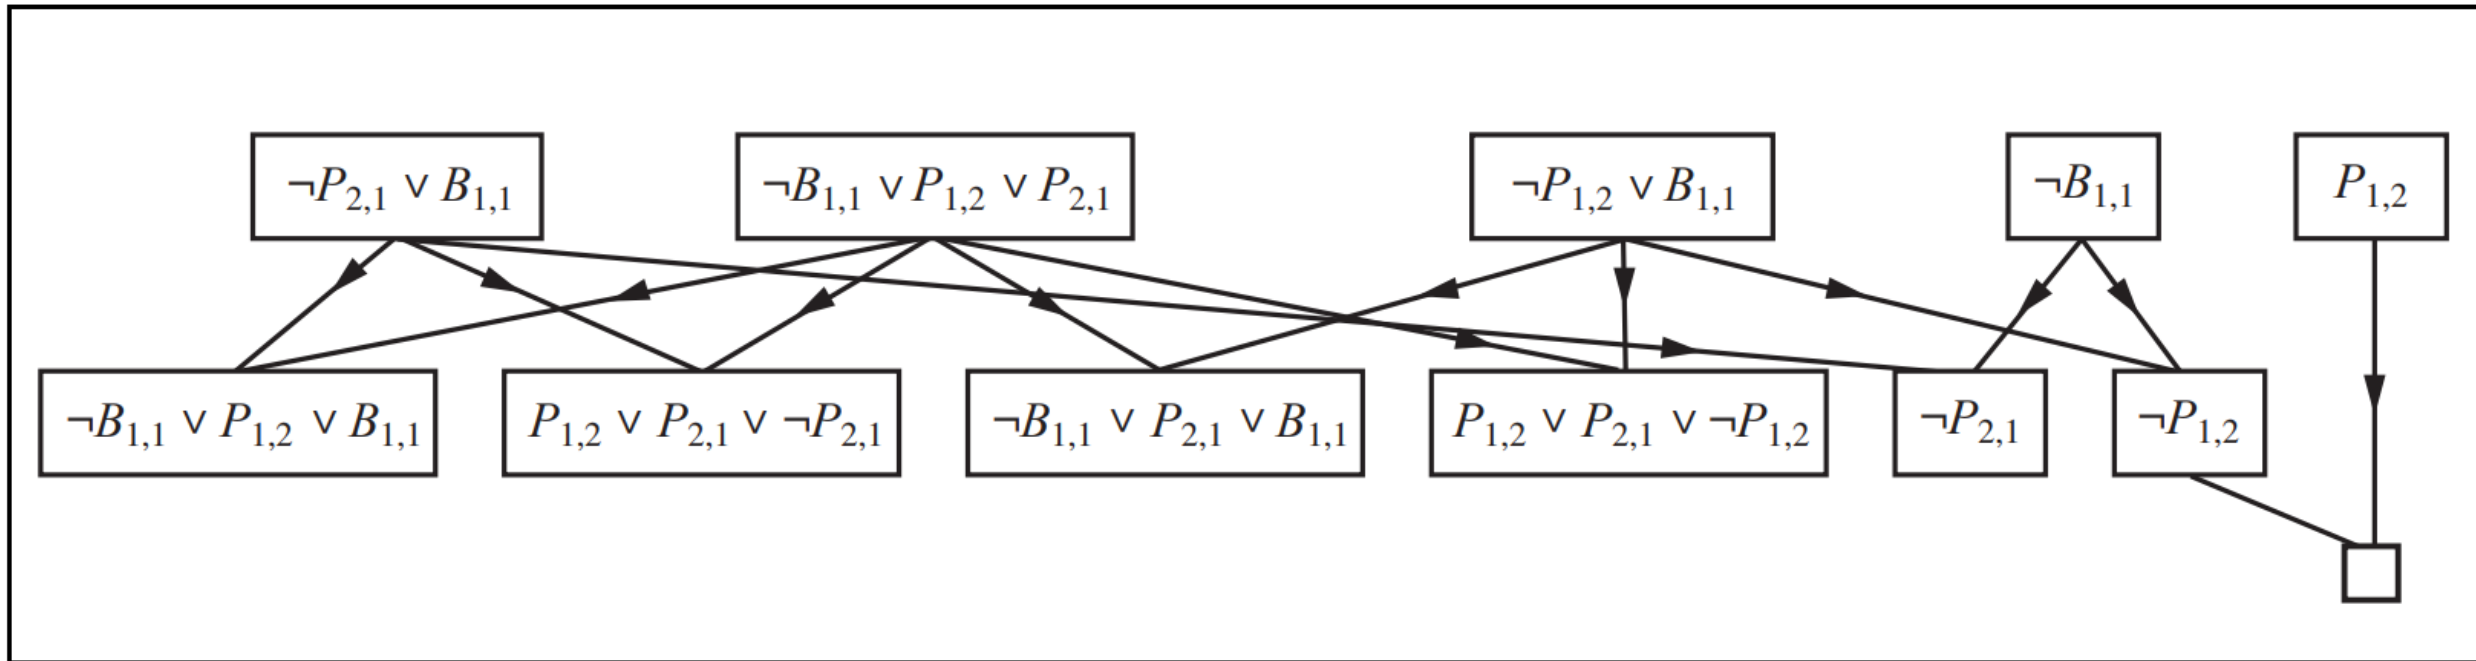 ¬P2,1 ∨ B1,1
¬B1,1 ∨ P1,2 ∨ P2,1
¬P1,2 ∨ B1,1
¬B1,1
P1,2
¬B1,1 ∨ P1,2 ∨ B1,1
P1,2 ∨ P2,1 ∨ ¬P2,1
¬B1,1 ∨ P2,1 ∨ B1,1
P1,2 ∨ P2,1 ∨ ¬P1,2
¬P2,1
¬P1,2